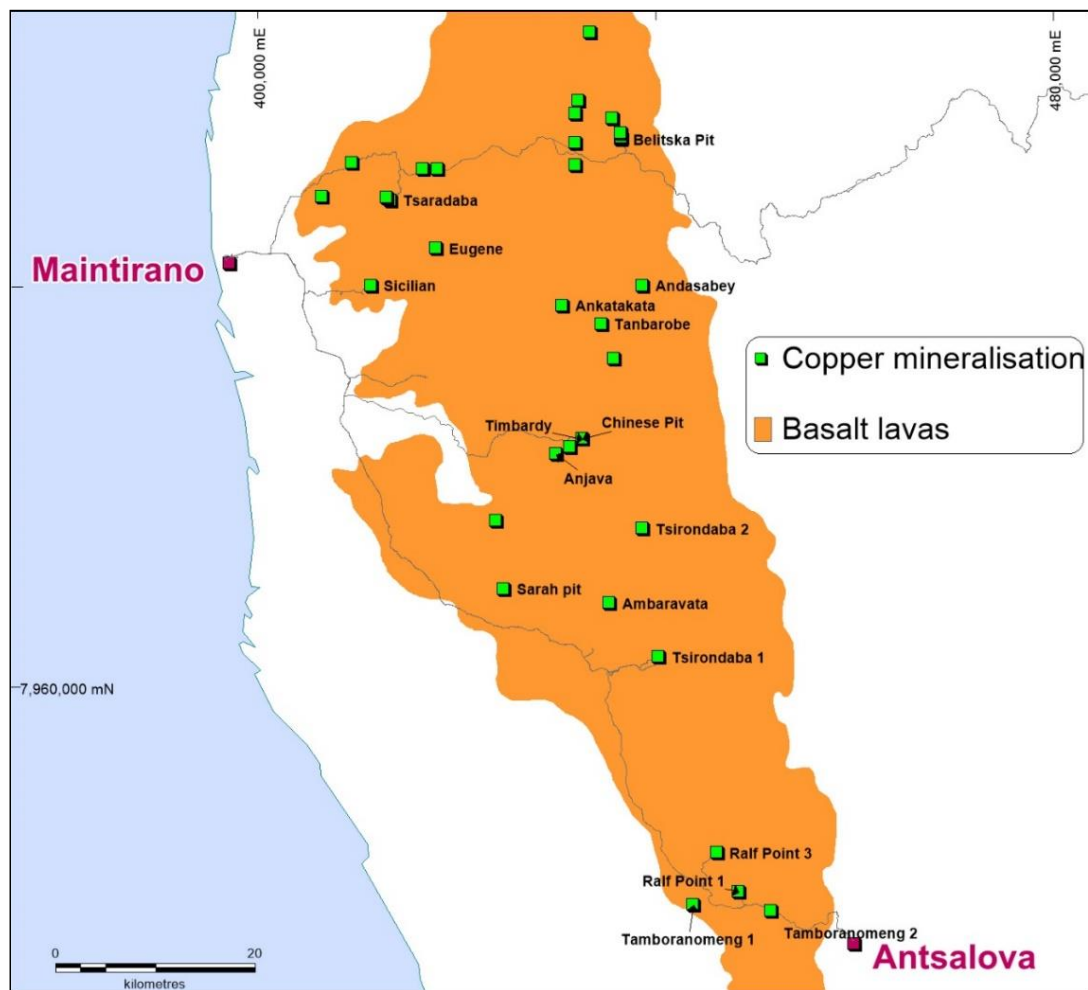 400,000 mE
480,000 mE
Belitska Pit
Tsaradaba
Eugene
Maintirano
Sicilian
Andasabey
Ankatakata
Tanbarobe
Copper mineralisation
Basalt lavas
Timbardy
Chinese Pit
Anjava
Tsirondaba 2
Sarah pit
Ambaravata
Tsirondaba 1
7,960,000 mN
Ralf Point 3
Ralf Point 1
Tamboranomeng 1
Tamboranomeng 2
Antsalova
0 20
kilometres